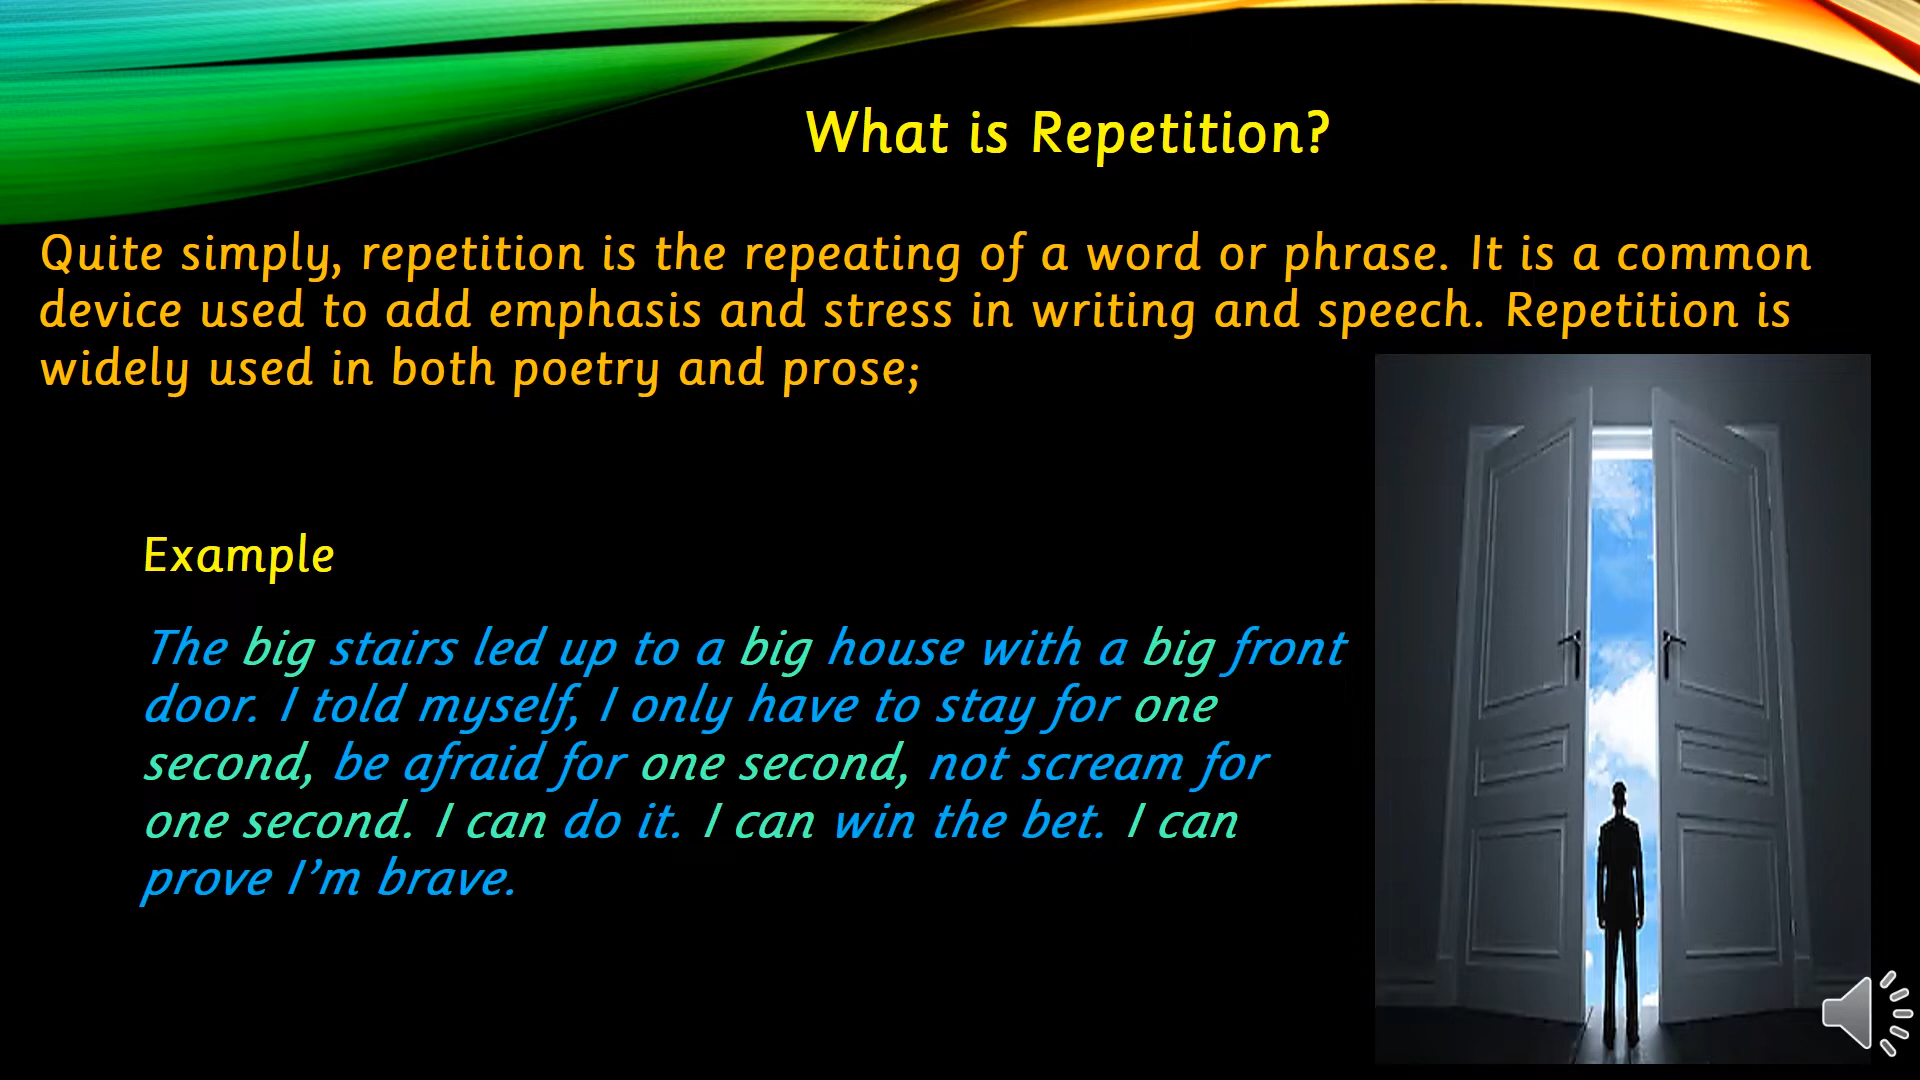 What is Repetition?
Quite simply, repetition is the repeating of a word or phrase. It is a common
device used to add emphasis and stress in writing and speech. Repetition is
widely used in both poetry and prose;
Example
The big stairs led up to a big house with a big front
door. I told myself, I only have to stay for one
second, be afraid for one second, not scream for
one second. I can do it. I can win the bet. I can
prove I’m brave.